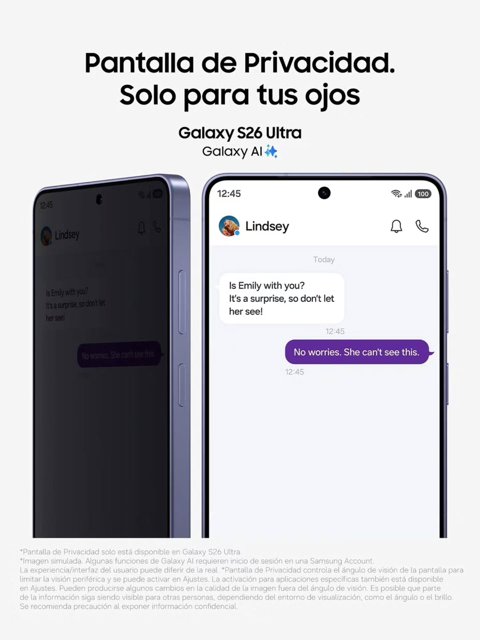 Pantalla de Privacidad.
Solo para tus ojos
Galaxy S26 Ultra
Galaxy AI
12:45
Lindsey
Is Emily with you?
It's a surprise, so don't let
her see!
No worries. She can't see this.
12:45
100
Lindsey
Today
Is Emily with you?
It's a surprise, so don't let
her see!
12:45
No worries. She can't see this.
12:45
*Pantalla de Privacidad solo está disponible en Galaxy S26 Ultra.
*Imagen simulada. Algunas funciones de Galaxy AI requieren inicio de sesión en una Samsung Account.
La experiencia/interfaz del usuario puede diferir de la real. *Pantalla de Privacidad controla el ángulo de visión de la pantalla para
limitar la visión periférica y se puede activar en Ajustes. La activación para aplicaciones específicas también está disponible
en Ajustes. Pueden producirse algunos cambios en la calidad de la imagen fuera del ángulo de visión. Es posible que parte
de la información siga siendo visible para otras personas, dependiendo del entorno de visualización, como el ángulo o el brillo.
Se recomienda precaución al exponer información confidencial.